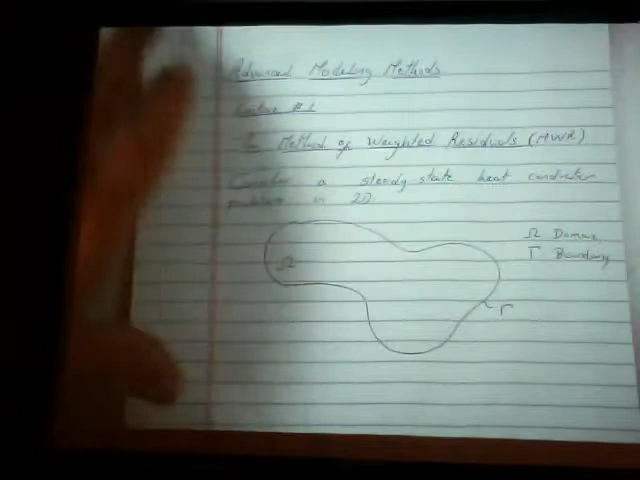 Advanced Modeling Methods
Lecture #1
The Method of Weighted Residuals (MWR)
Consider a steady-state heat conduction
problem in 2D.
Ω Domain
Γ Boundary
Ω
Γ